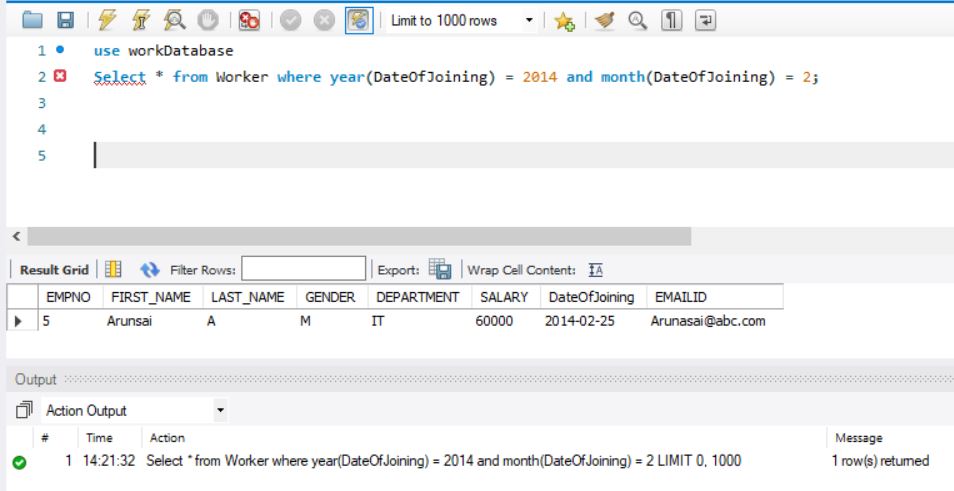 Limit to 1000 rows
1 use workDatabase
2 Select * from Worker where year(DateOfJoining) = 2014 and month(DateOfJoining) = 2;
3
4
5
Result Grid Filter Rows: Export: Wrap Cell Content: IA
EMPNO FIRST_NAME LAST_NAME GENDER DEPARTMENT SALARY DateOfJoining EMAILID
5 Arunsai A M IT 60000 2014-02-25 Arunasai@abc.com
Output
Action Output
# Time Action Message
1 14:21:32 Select * from Worker where year(DateOfJoining) = 2014 and month(DateOfJoining) = 2 LIMIT 0, 1000 1 row(s) returned